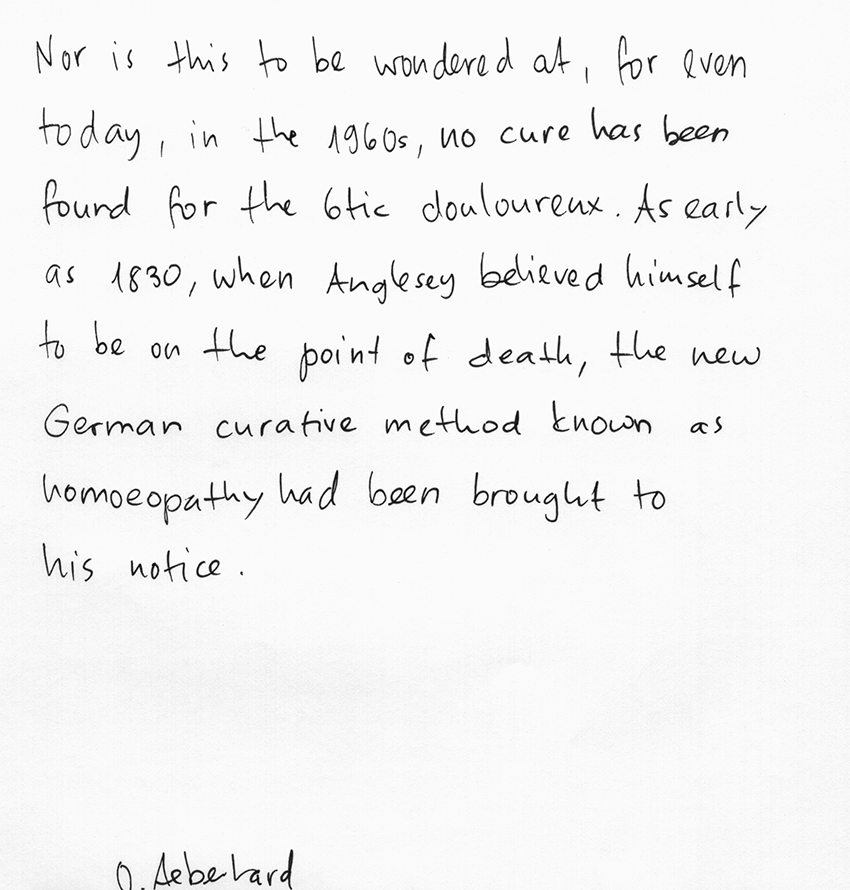 Nor is this to be wondered at, for even
today, in the 1960s, no cure has been
found for the 6tic douloureux. As early
as 1830, when Anglesey believed himself
to be on the point of death, the new
German curative method known as
homoeopathy had been brought to
his notice.
O.